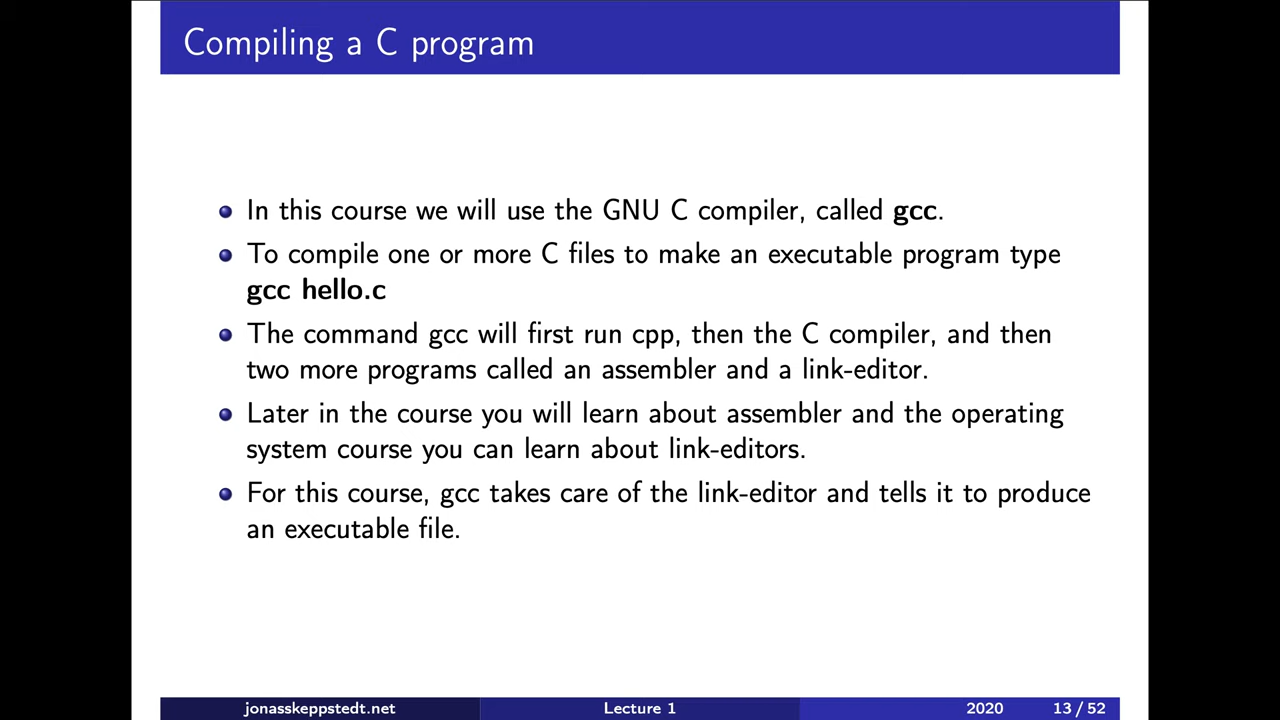 Compiling a C program
In this course we will use the GNU C compiler, called gcc.
To compile one or more C files to make an executable program type
gcc hello.c
The command gcc will first run cpp, then the C compiler, and then
two more programs called an assembler and a link-editor.
Later in the course you will learn about assembler and the operating
system course you can learn about link-editors.
For this course, gcc takes care of the link-editor and tells it to produce
an executable file.
jonasskeppstedt.net Lecture 1 2020 13 / 52